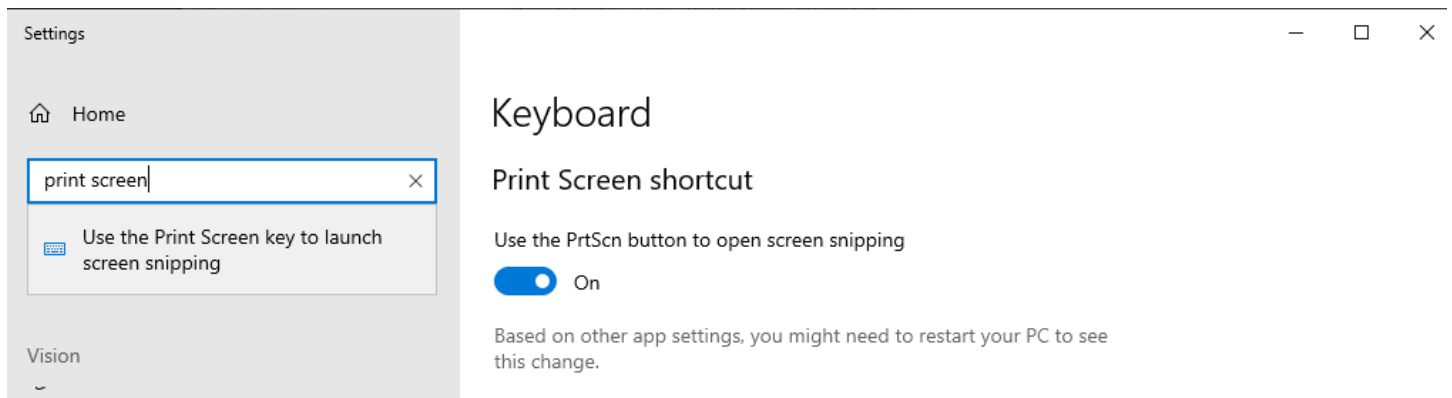 Settings
Home
print screen
Use the Print Screen key to launch
screen snipping
Vision
Keyboard
Print Screen shortcut
Use the PrtScn button to open screen snipping
On
Based on other app settings, you might need to restart your PC to see
this change.